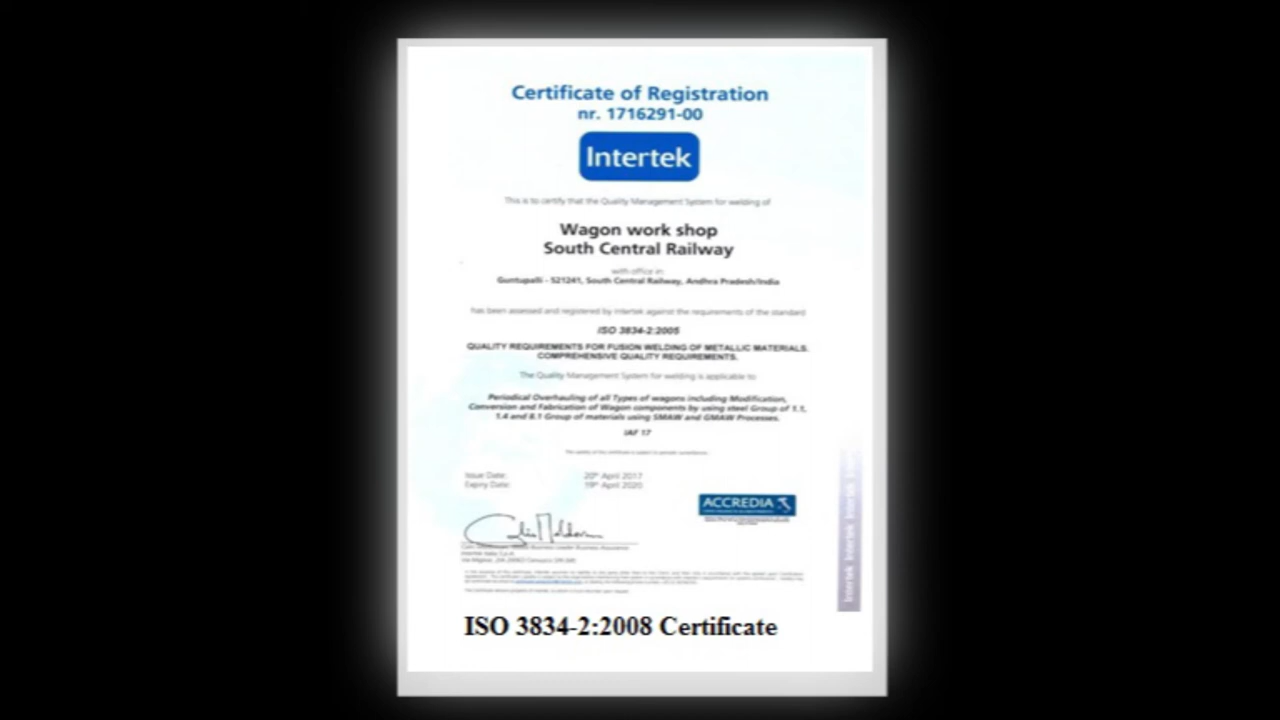 Certificate of Registration
nr. 1716291-00
Intertek
This is to certify that the Quality Management System for welding of
Wagon work shop
South Central Railway
with office in
Guntupalli - 521241, South Central Railway, Andhra Pradesh/India
has been assessed and registered by Intertek against the requirements of the standard
ISO 3834-2:2005
QUALITY REQUIREMENTS FOR FUSION WELDING OF METALLIC MATERIALS.
COMPREHENSIVE QUALITY REQUIREMENTS.
The Quality Management System for welding is applicable to
Periodical Overhauling of all Types of wagons including Modification,
Conversion and Fabrication of Wagon components by using steel Group of 1.1,
1.4 and 8.1 Group of materials using SMAW and GMAW Processes.
IAF 17
Issue Date: 20th April 2017
Expiry Date: 19th April 2020
ACCREDIA
Intertek Intertek Intertek
ISO 3834-2:2008 Certificate